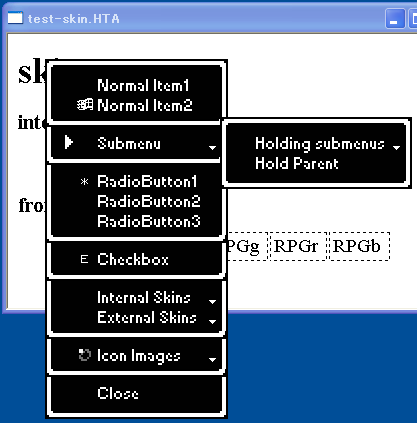 test-skin.HTA
sk
Normal Item1
Normal Item2
inte
Submenu
Holding submenus
Hold Parent
* RadioButton1
RadioButton2
RadioButton3
fro
PGg RPGr RPGb
E Checkbox
Internal Skins
External Skins
Icon Images
Close